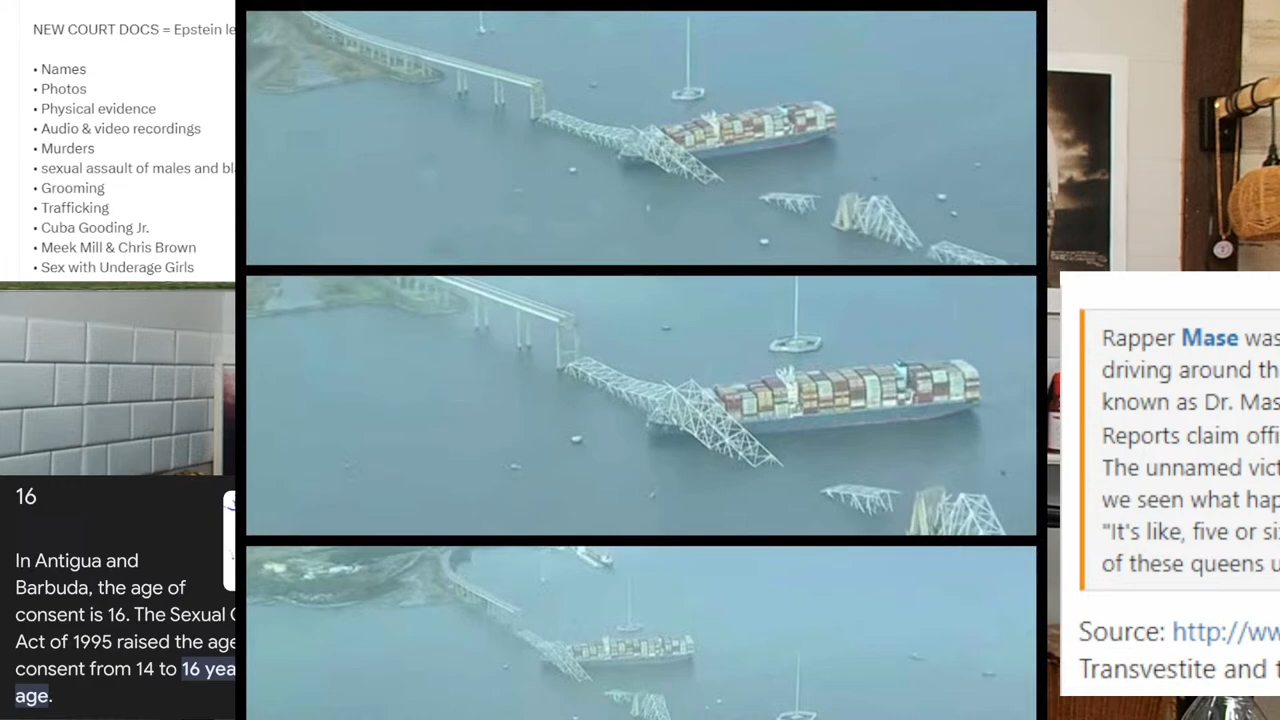 NEW COURT DOCS = Epstein le
• Names
• Photos
• Physical evidence
• Audio & video recordings
• Murders
• sexual assault of males and bl
• Grooming
• Trafficking
• Cuba Gooding Jr.
• Meek Mill & Chris Brown
• Sex with Underage Girls
16
In Antigua and
Barbuda, the age of
consent is 16. The Sexual
Act of 1995 raised the age
consent from 14 to 16 yea
age.
Rapper Mase was
driving around th
known as Dr. Mas
Reports claim offi
The unnamed vict
we seen what hap
"It's like, five or si
of these queens u
Source: http://ww
Transvestite and